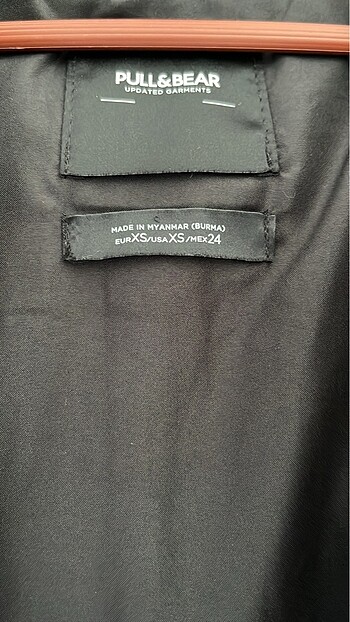 PULL&BEAR
UPDATED GARMENTS
MADE IN MYANMAR (BURMA)
EURXS/USAXS/MEX24